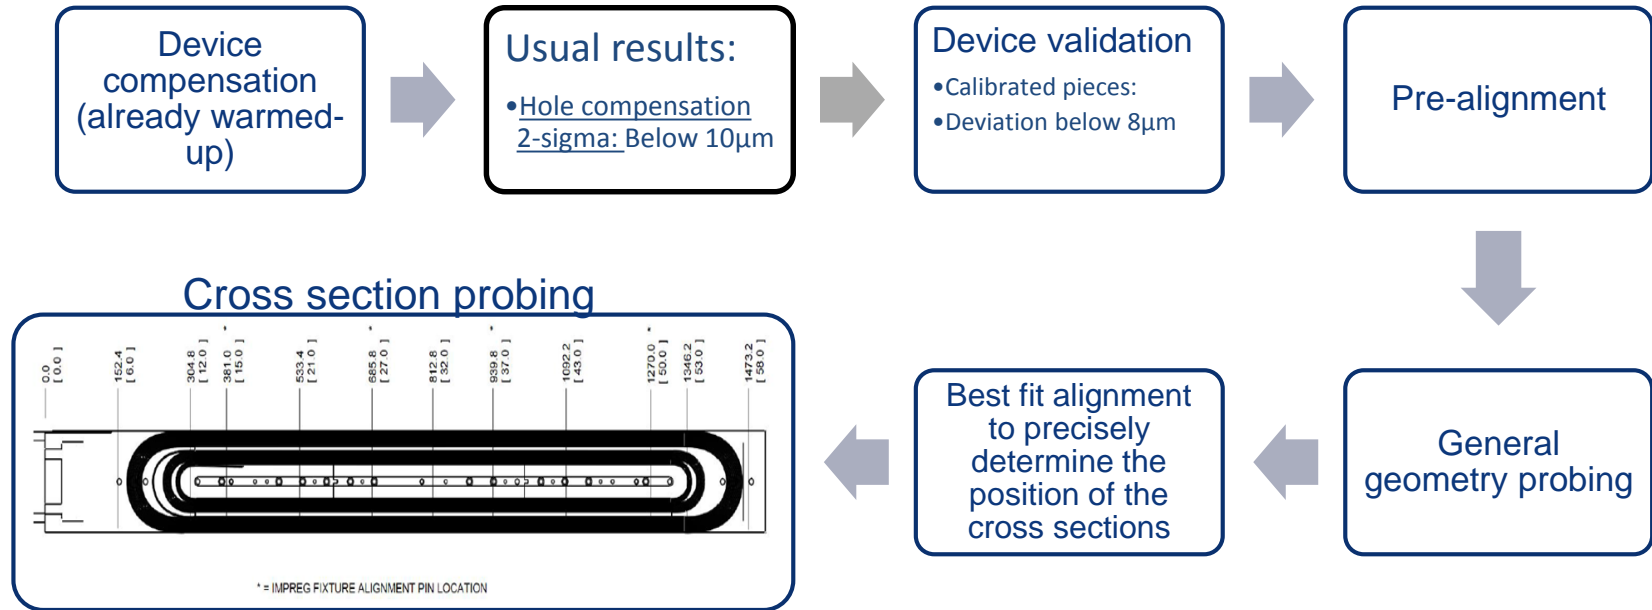 Device
compensation
(already warmed-
up)
Usual results:
•Hole compensation
2-sigma: Below 10µm
Device validation
•Calibrated pieces:
•Deviation below 8µm
Pre-alignment
General
geometry probing
Best fit alignment
to precisely
determine the
position of the
cross sections
Cross section probing
0.0
[ 0.0 ]
152.4
[ 6.0 ]
304.8
[ 12.0 ]
381.0 *
[ 15.0 ]
533.4
[ 21.0 ]
685.8 *
[ 27.0 ]
812.8
[ 32.0 ]
939.8 *
[ 37.0 ]
1092.2
[ 43.0 ]
1270.0 *
[ 50.0 ]
1346.2
[ 53.0 ]
1473.2
[ 58.0 ]
* = IMPREG FIXTURE ALIGNMENT PIN LOCATION